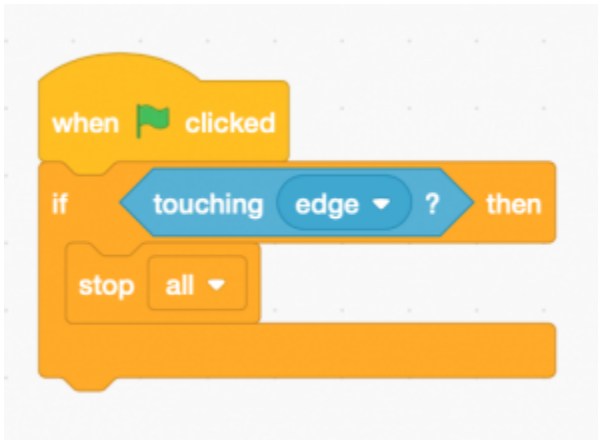 when clicked
if touching edge ? then
stop all